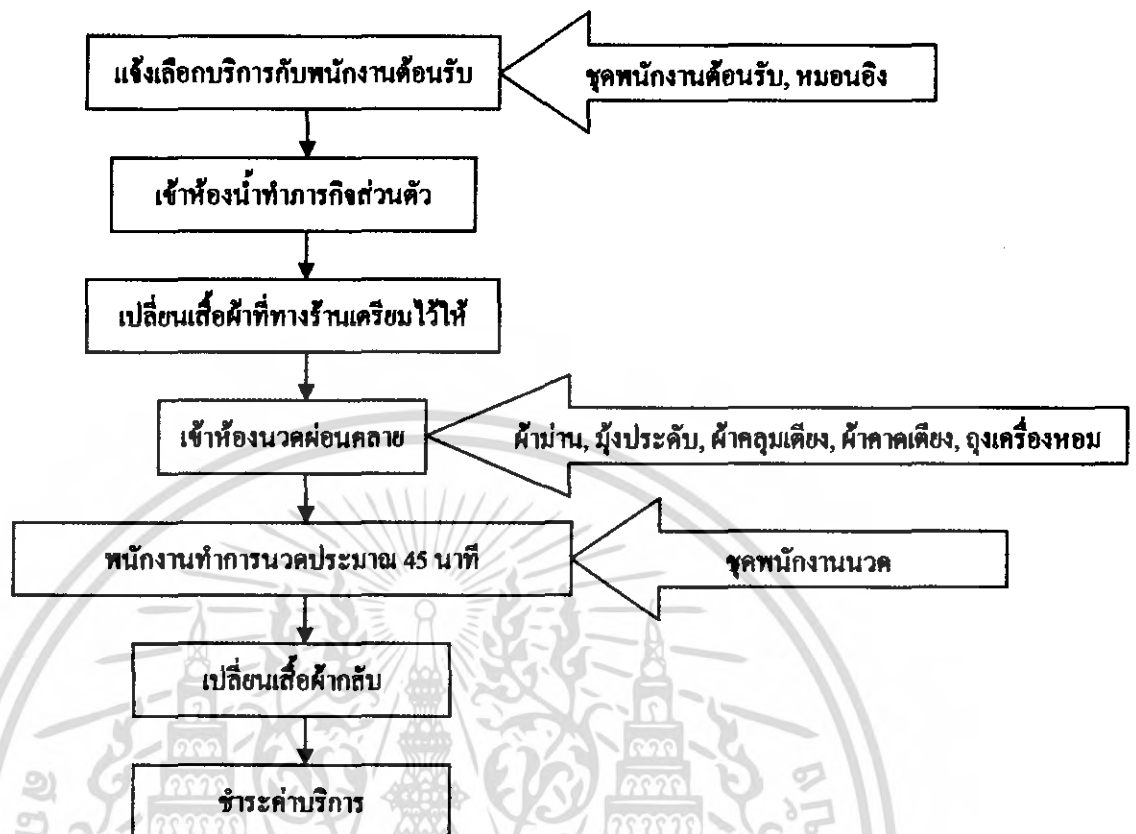 แจ้งเลือกบริการกับพนักงานต้อนรับ
ชุดพนักงานต้อนรับ, หมอนอิง
เข้าห้องน้ำทำภารกิจส่วนตัว
เปลี่ยนเสื้อผ้าที่ทางร้านเตรียมไว้ให้
เข้าห้องนวดผ่อนคลาย
ผ้าม่าน, มุ้งประดับ, ผ้าคลุมเตียง, ผ้าคาดเตียง, ถุงเครื่องหอม
พนักงานทำการนวดประมาณ 45 นาที
ชุดพนักงานนวด
เปลี่ยนเสื้อผ้ากลับ
ชำระค่าบริการ